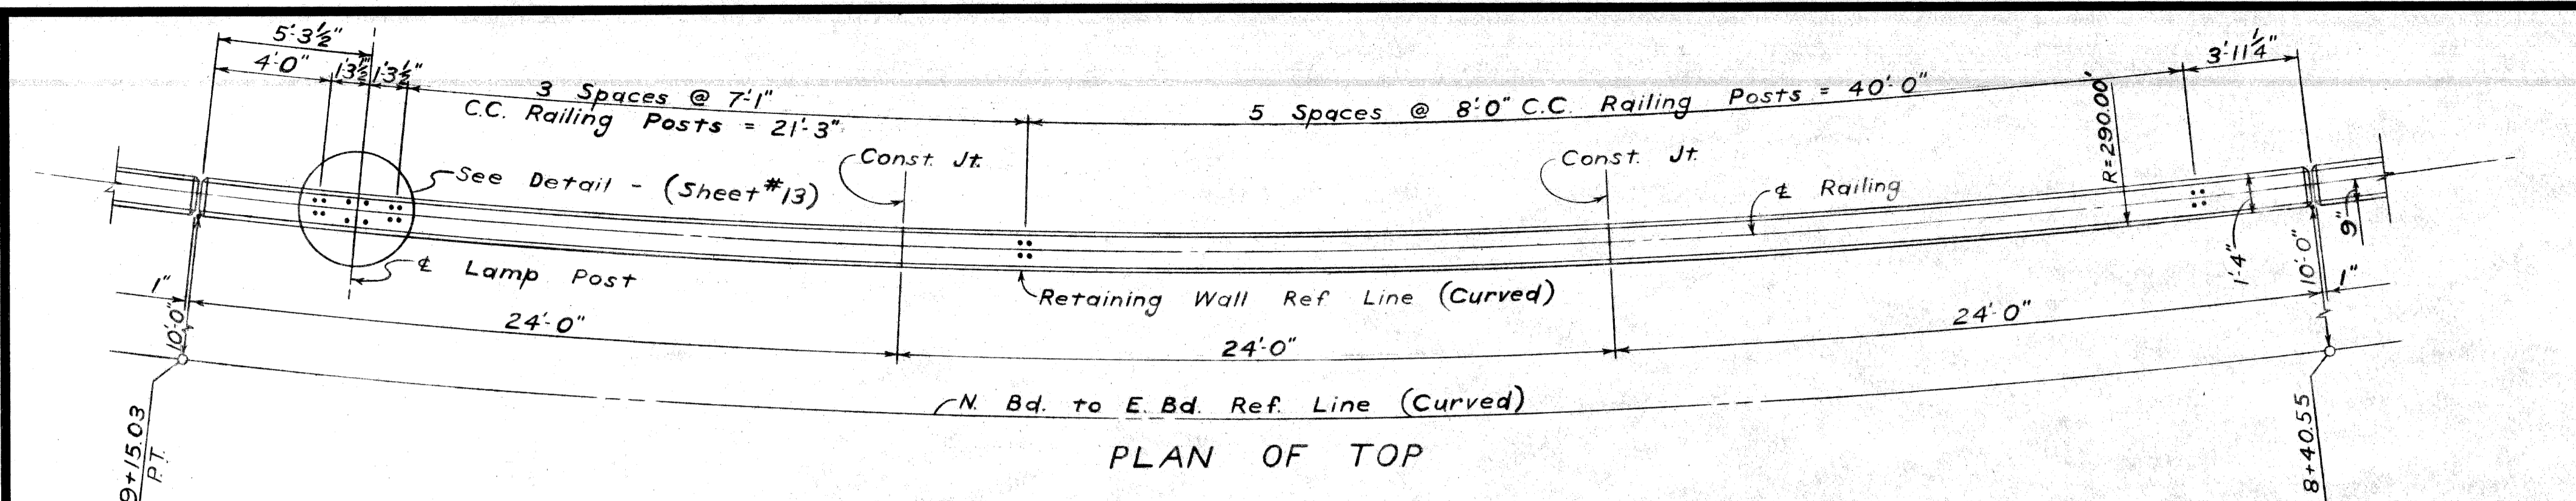 5'-3½"
4'-0"
1'3½"
1'-3½"
3 Spaces @ 7'-1"
C.C. Railing Posts = 21'-3"
5 Spaces @ 8'-0" C.C. Railing Posts = 40'-0"
3'-11¼"
R=290.00'
See Detail - (Sheet #13)
Const. Jt.
Const. Jt.
℄ Railing
℄ Lamp Post
Retaining Wall Ref Line (Curved)
9"
1'-4"
10'-0"
1"
1"
10'-0"
24'-0"
24'-0"
24'-0"
N. Bd. to E. Bd. Ref. Line (Curved)
9+15.03
P.T.
8+40.55
PLAN OF TOP